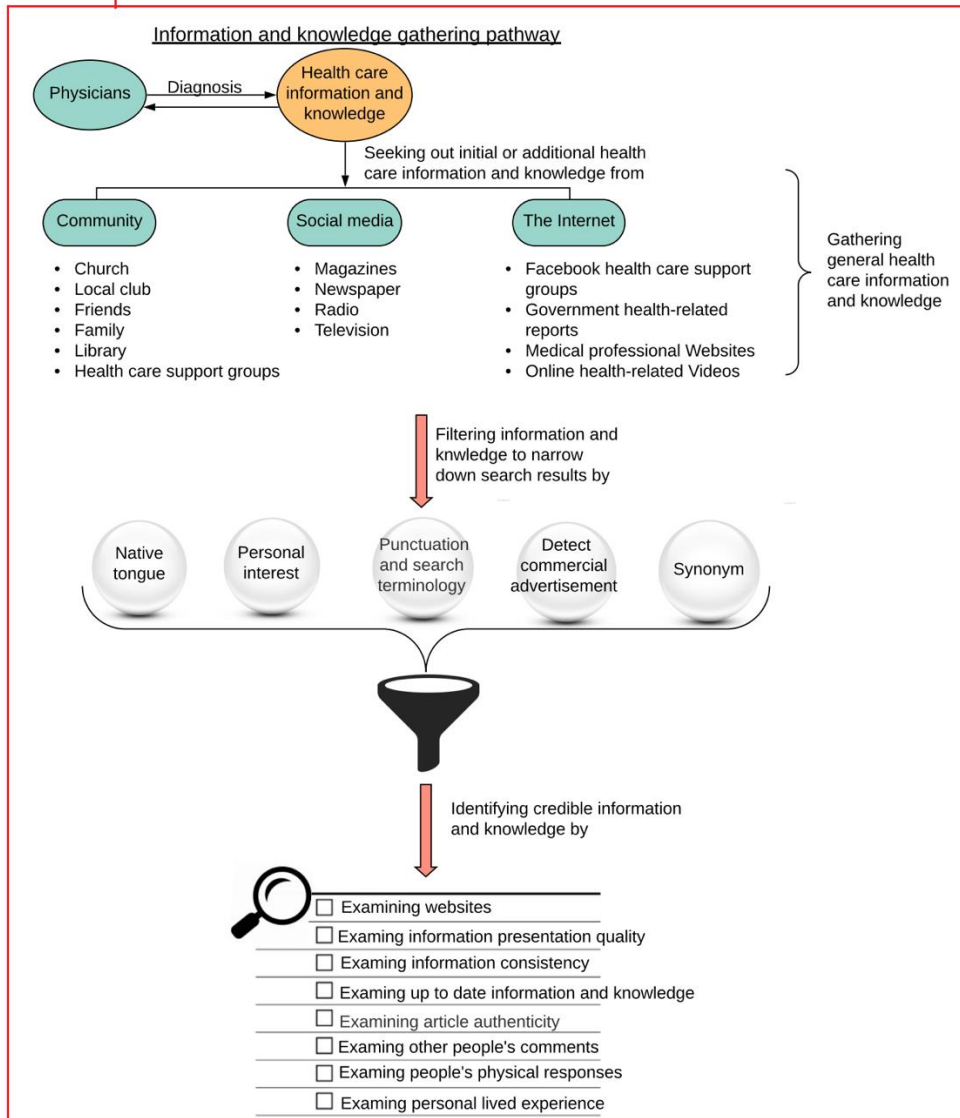 Information and knowledge gathering pathway
Physicians
Diagnosis
Health care
information and
knowledge
Seeking out initial or additional health
care information and knowledge from
Community
Social media
The Internet
• Church
• Local club
• Friends
• Family
• Library
• Health care support groups
• Magazines
• Newspaper
• Radio
• Television
• Facebook health care support
groups
• Government health-related
reports
• Medical professional Websites
• Online health-related Videos
Gathering
general health
care information
and knowledge
Filtering information and
knwledge to narrow
down search results by
Native
tongue
Personal
interest
Punctuation
and search
terminology
Detect
commercial
advertisement
Synonym
Identifying credible information
and knowledge by
Examining websites
Examing information presentation quality
Examing information consistency
Examing up to date information and knowledge
Examining article authenticity
Examing other people's comments
Examing people's physical responses
Examing personal lived experience